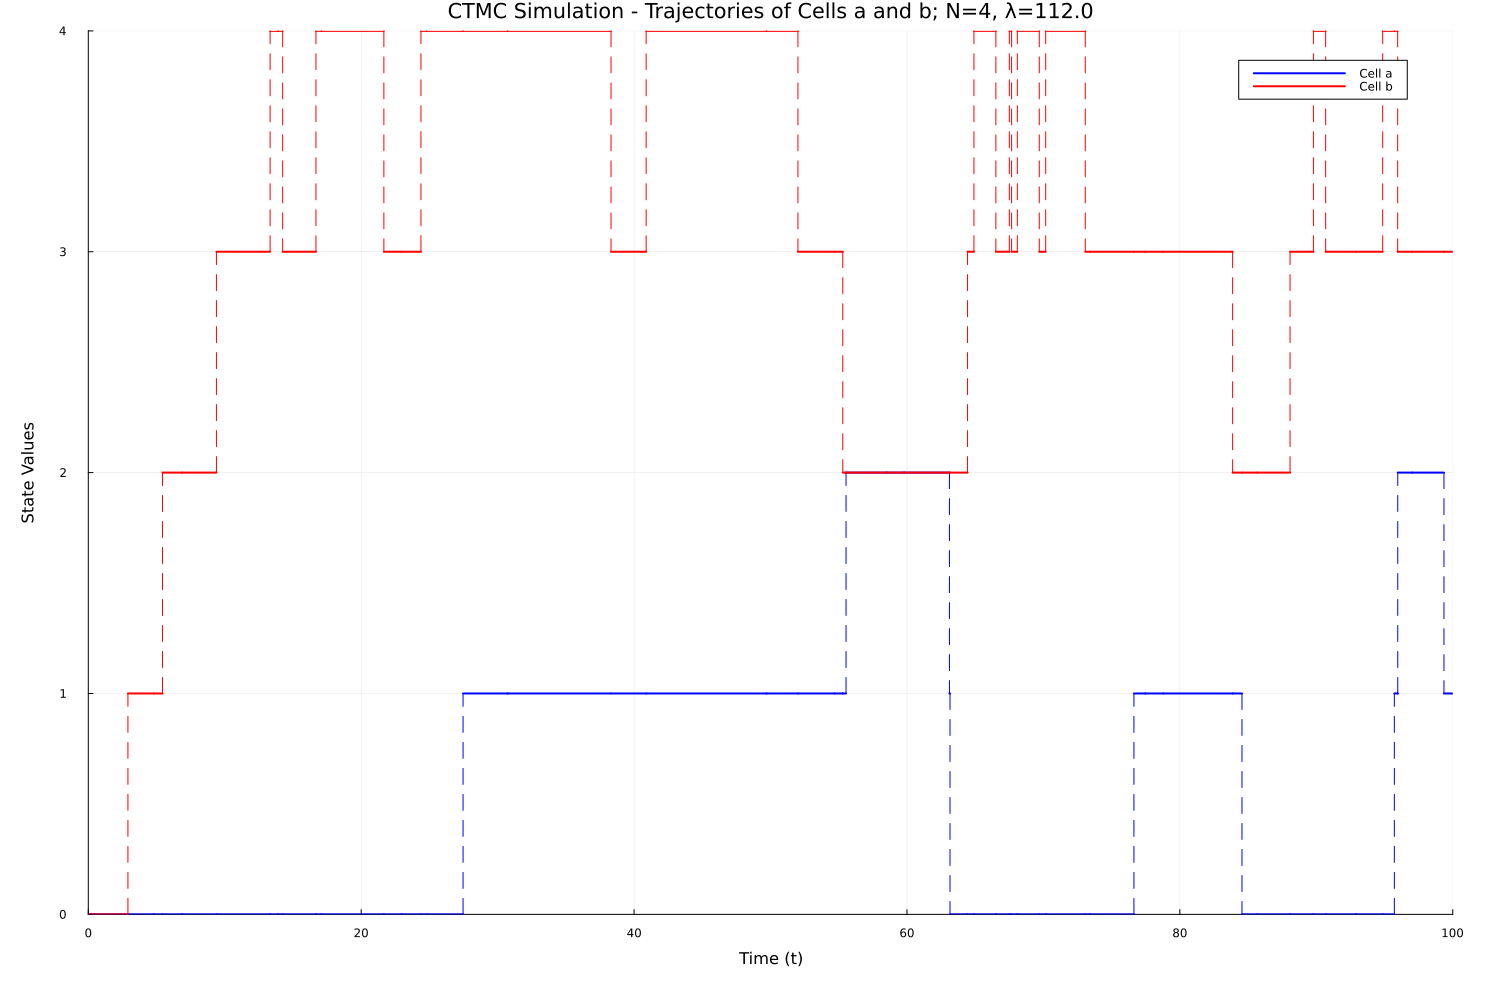 CTMC Simulation - Trajectories of Cells a and b; N=4, λ=112.0
4
Cell a
Cell b
3
2
1
0
State Values
0 20 40 60 80 100
Time (t)